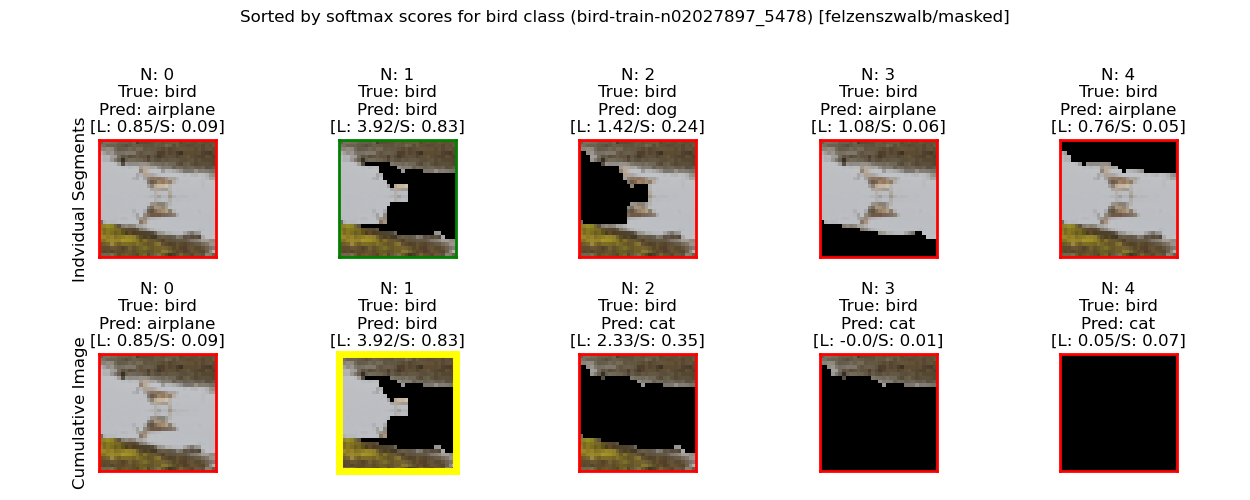 Sorted by softmax scores for bird class (bird-train-n02027897_5478) [felzenszwalb/masked]
N: 0
True: bird
Pred: airplane
[L: 0.85/S: 0.09]
N: 1
True: bird
Pred: bird
[L: 3.92/S: 0.83]
N: 2
True: bird
Pred: dog
[L: 1.42/S: 0.24]
N: 3
True: bird
Pred: airplane
[L: 1.08/S: 0.06]
N: 4
True: bird
Pred: airplane
[L: 0.76/S: 0.05]
Indvidual Segments
N: 0
True: bird
Pred: airplane
[L: 0.85/S: 0.09]
N: 1
True: bird
Pred: bird
[L: 3.92/S: 0.83]
N: 2
True: bird
Pred: cat
[L: 2.33/S: 0.35]
N: 3
True: bird
Pred: cat
[L: -0.0/S: 0.01]
N: 4
True: bird
Pred: cat
[L: 0.05/S: 0.07]
Cumulative Image